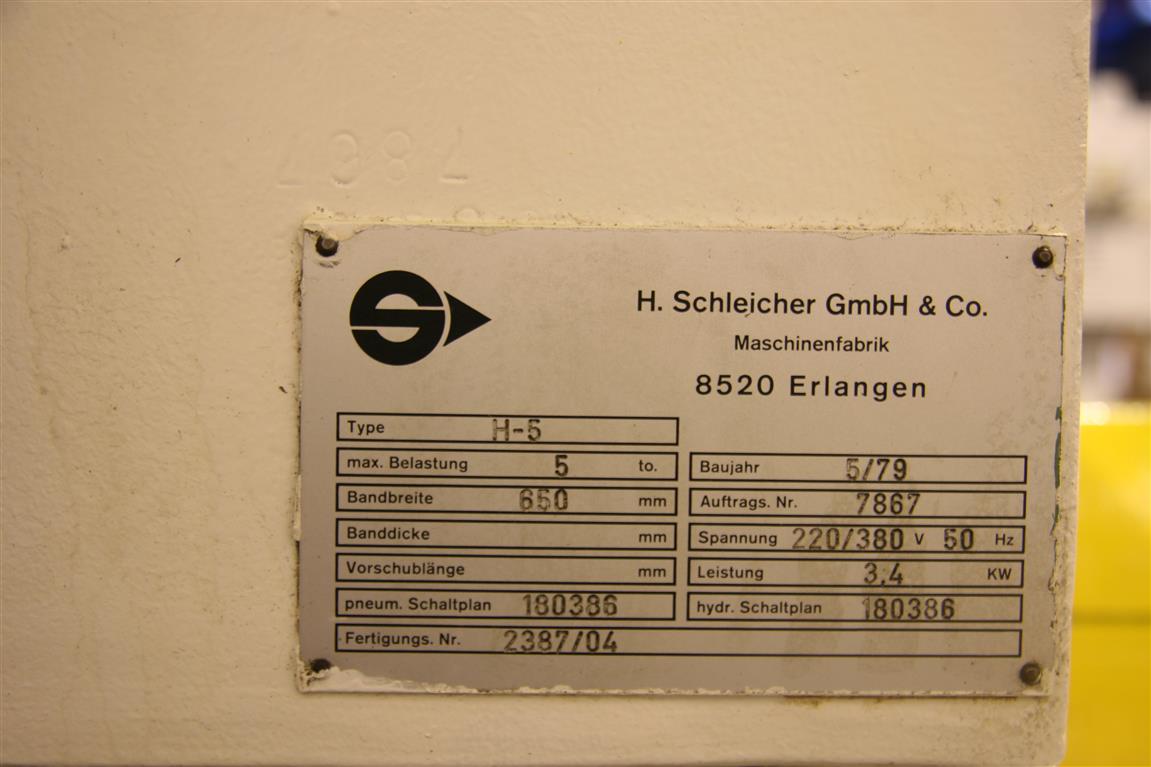 H. Schleicher GmbH & Co.
Maschinenfabrik
8520 Erlangen
Type H-5
max. Belastung 5 to.
Baujahr 5/79
Bandbreite 650 mm
Auftrags. Nr. 7867
Banddicke mm
Spannung 220/380 V 50 Hz
Vorschublänge mm
Leistung 3,4 KW
pneum. Schaltplan 180386
hydr. Schaltplan 180386
Fertigungs. Nr. 2387/04